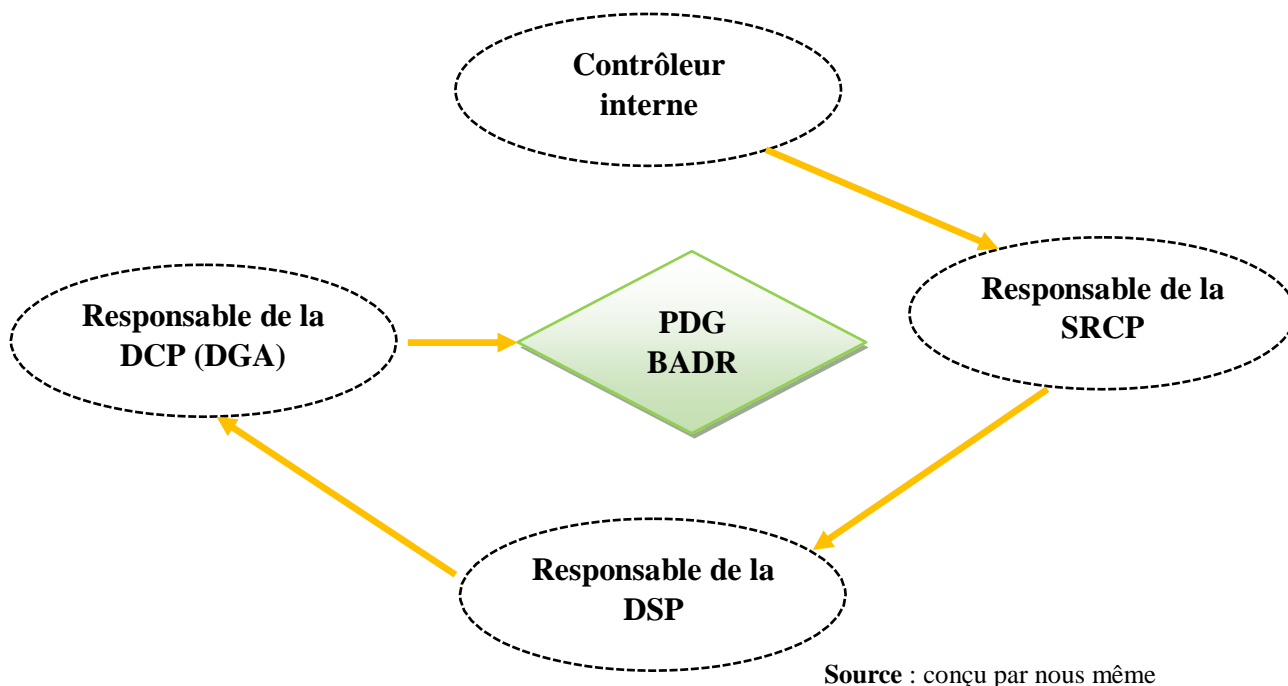 Contrôleur
interne
Responsable de la
SRCP
Responsable de la
DCP (DGA)
PDG
BADR
Responsable de la
DSP
Source : conçu par nous même